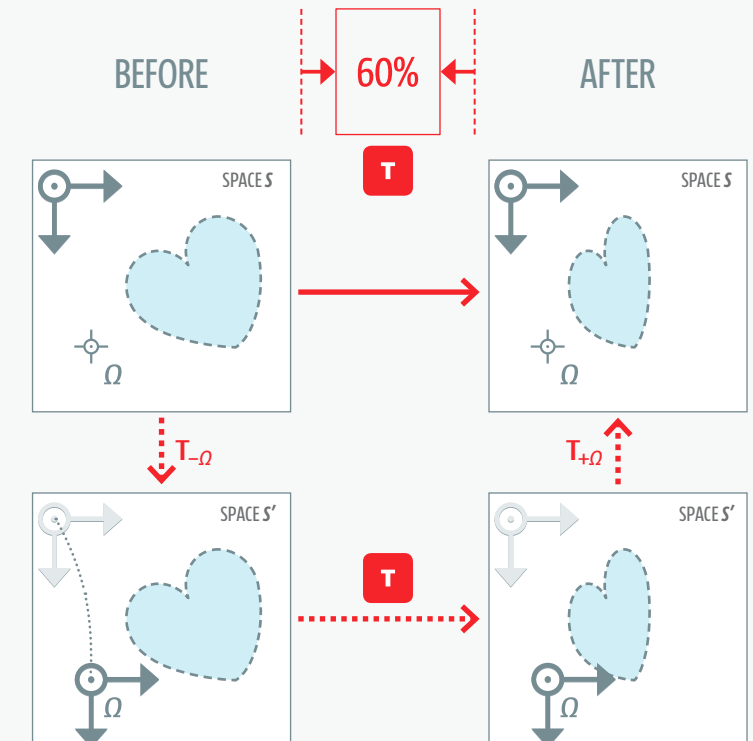 BEFORE
60%
AFTER
T
SPACE S
SPACE S
Ω
Ω
T−Ω
T+Ω
SPACE S′
SPACE S′
T
Ω
Ω